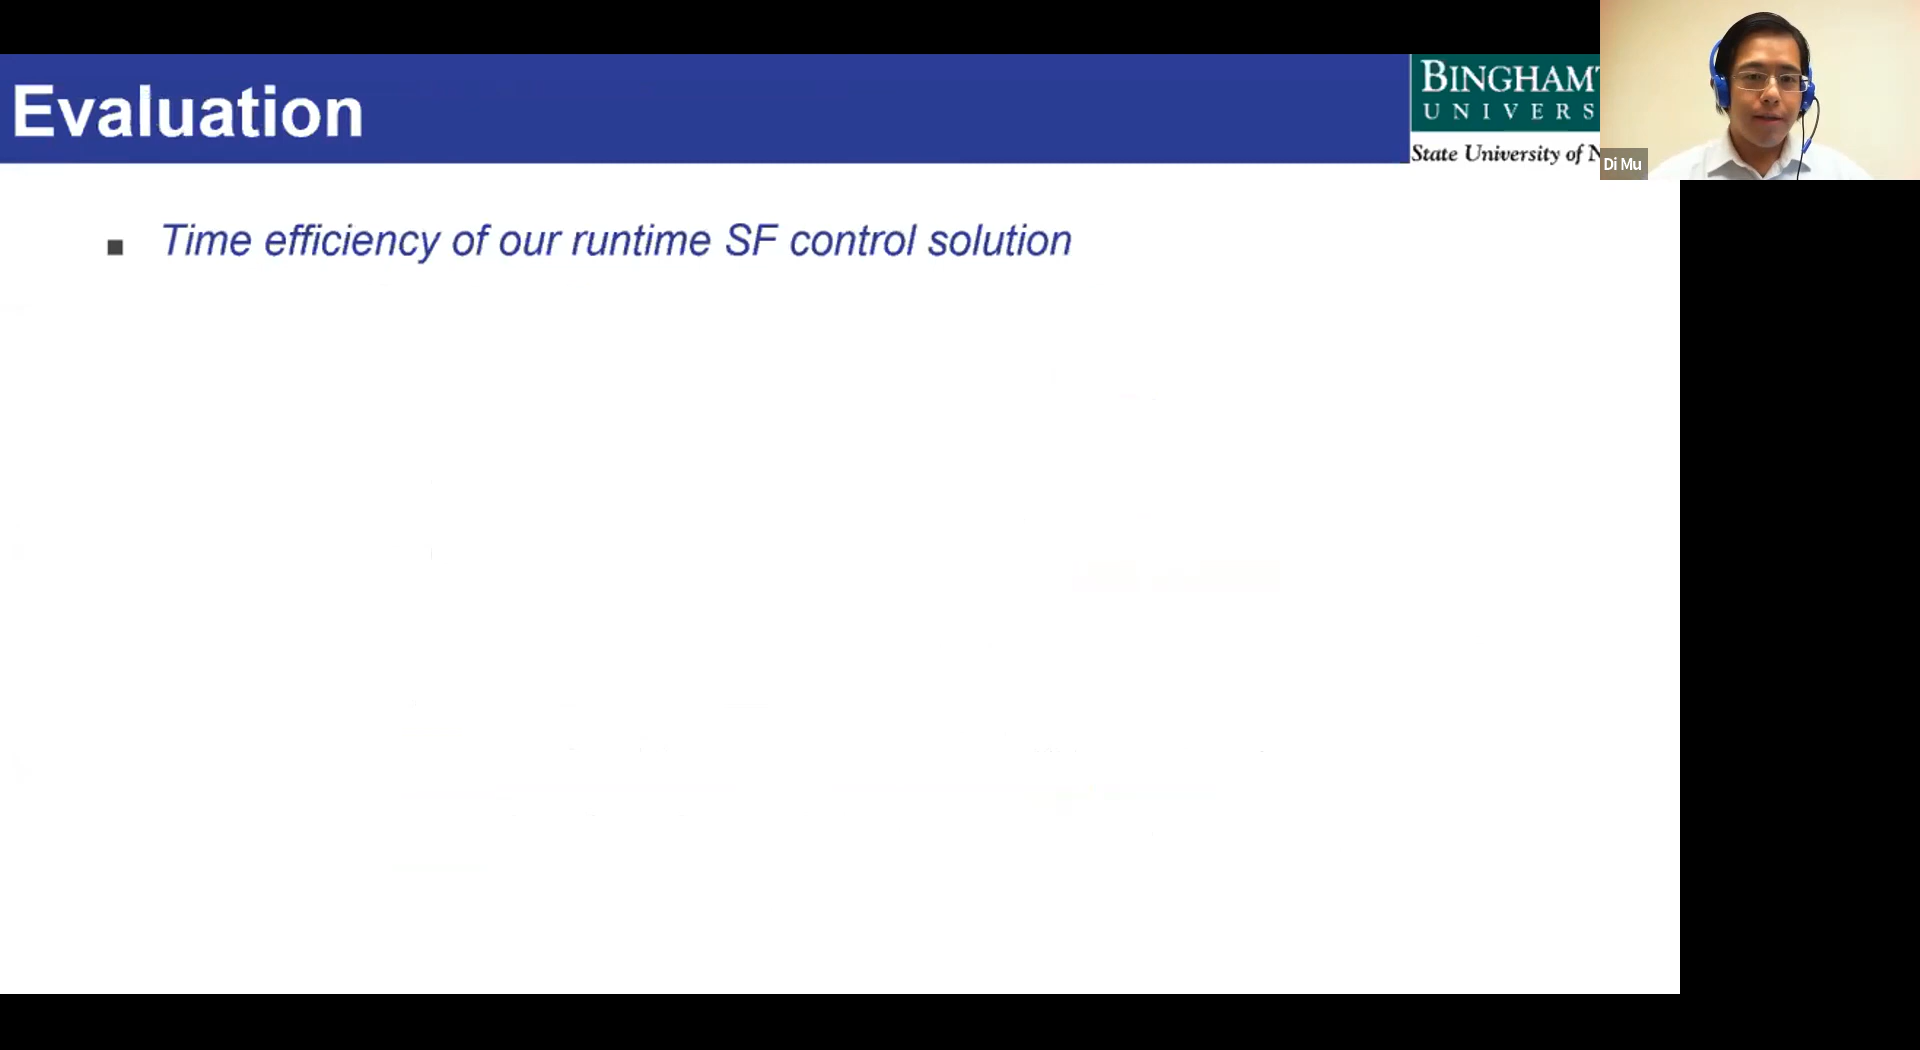 Evaluation
BINGHAM
UNIVERS
State University of N
Di Mu
Time efficiency of our runtime SF control solution